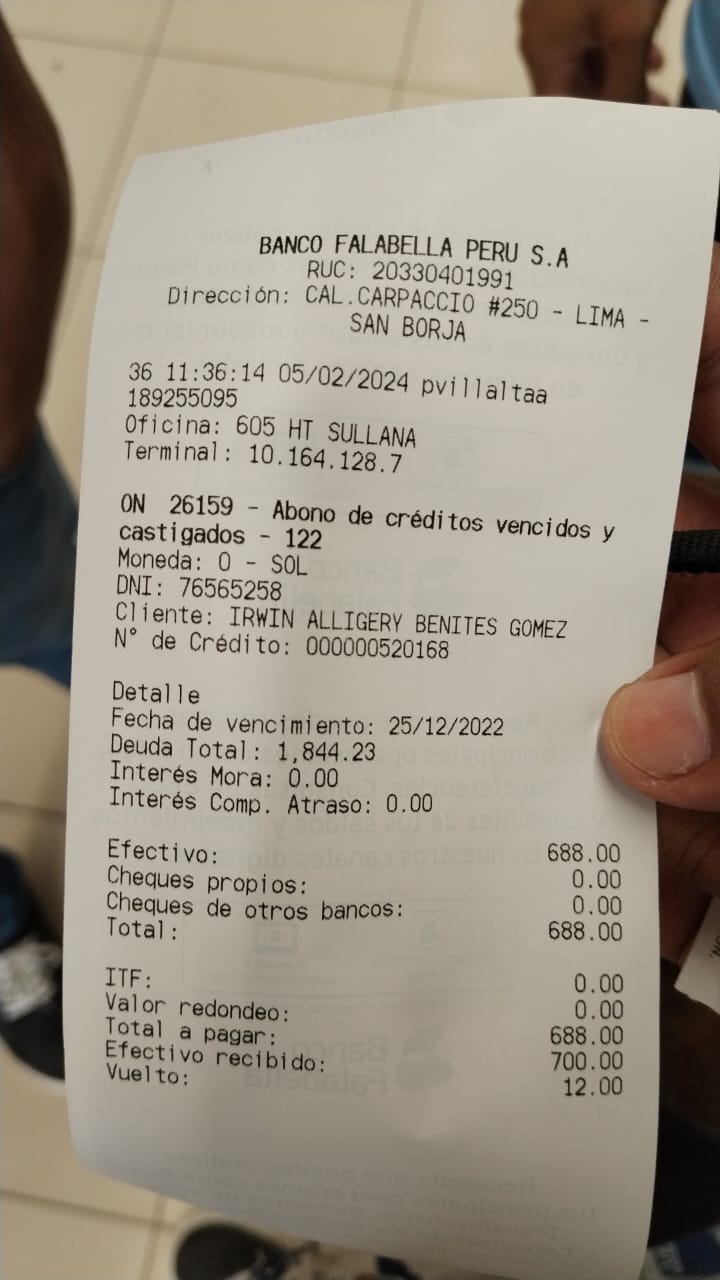 BANCO FALABELLA PERU S.A
RUC: 20330401991
Dirección: CAL.CARPACCIO #250 - LIMA -
SAN BORJA
36 11:36:14 05/02/2024 pvillaltaa
189255095
Oficina: 605 HT SULLANA
Terminal: 10.164.128.7
ON 26159 - Abono de créditos vencidos y
castigados - 122
Moneda: 0 - SOL
DNI: 76565258
Cliente: IRWIN ALLIGERY BENITES GOMEZ
N° de Crédito: 000000520168
Detalle
Fecha de vencimiento: 25/12/2022
Deuda Total: 1,844.23
Interés Mora: 0.00
Interés Comp. Atraso: 0.00
Efectivo: 688.00
Cheques propios: 0.00
Cheques de otros bancos: 0.00
Total: 688.00
ITF: 0.00
Valor redondeo: 0.00
Total a pagar: 688.00
Efectivo recibido: 700.00
Vuelto: 12.00